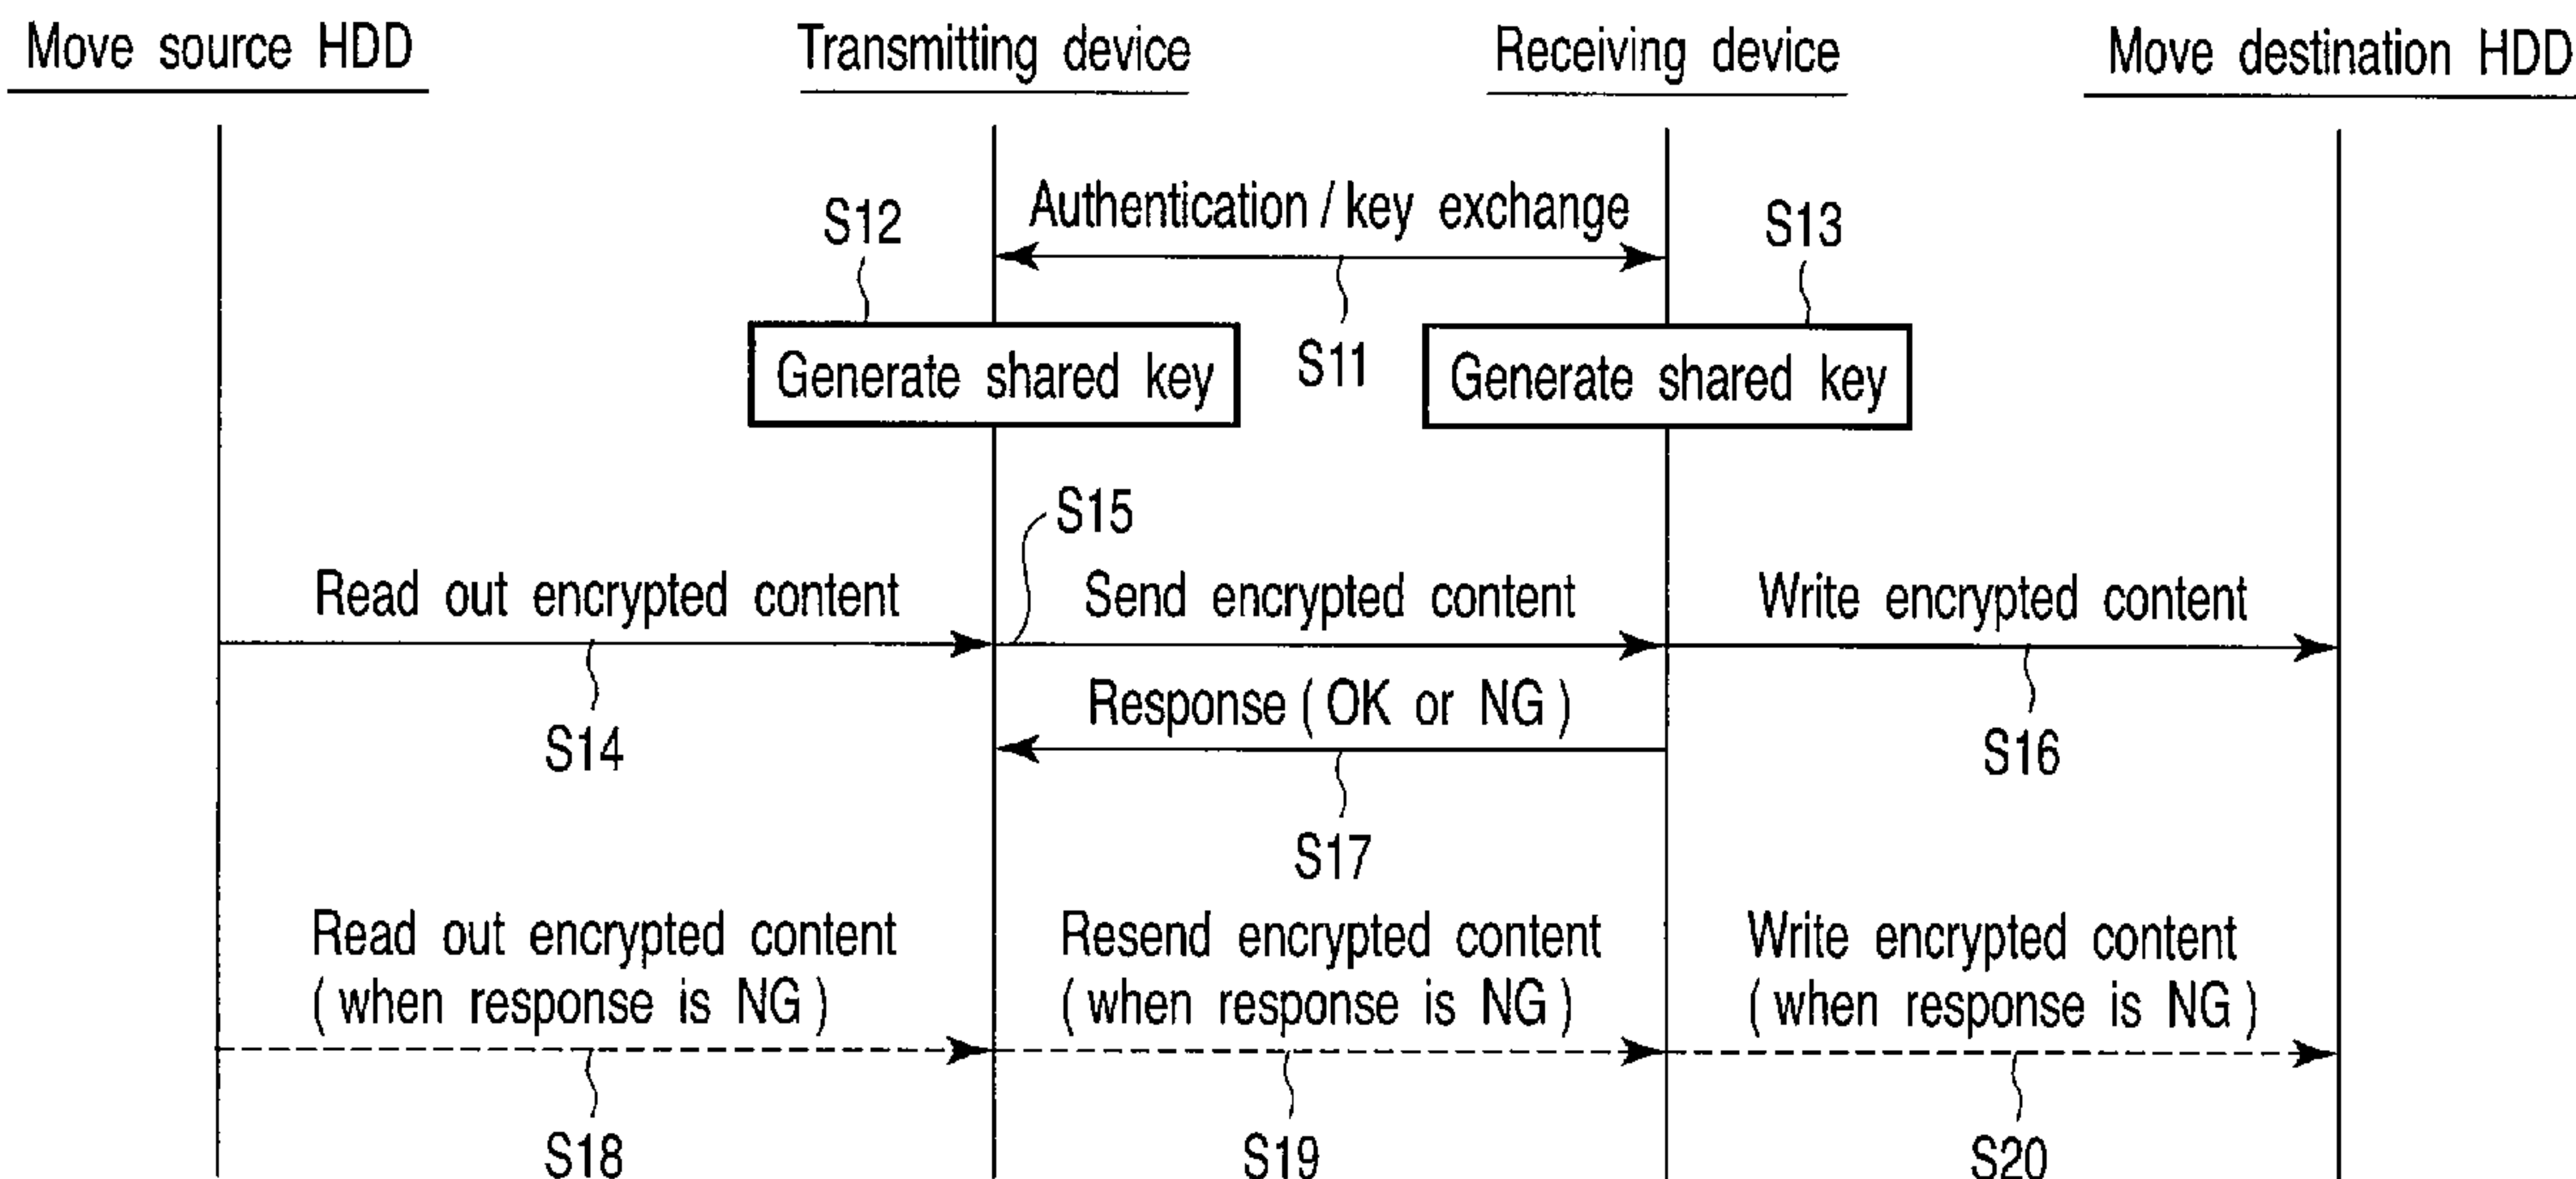 Move source HDD
Transmitting device
Receiving device
Move destination HDD
Authentication / key exchange
S12
S13
S11
Generate shared key
Generate shared key
S15
Read out encrypted content
Send encrypted content
Write encrypted content
Response ( OK or NG )
S14
S16
S17
Read out encrypted content
( when response is NG )
Resend encrypted content
( when response is NG )
Write encrypted content
( when response is NG )
S18
S19
S20